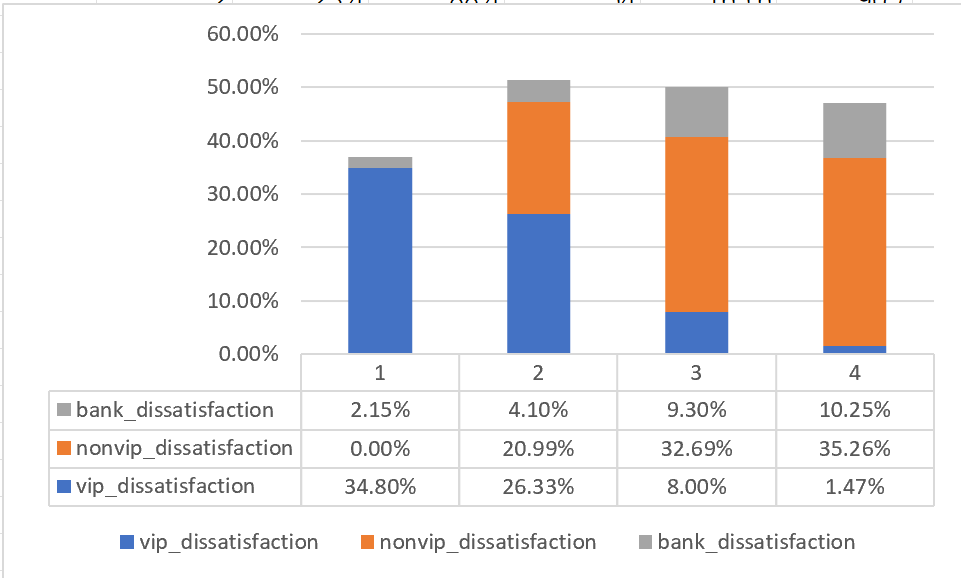 60.00%
50.00%
40.00%
30.00%
20.00%
10.00%
0.00%
1 2 3 4
bank_dissatisfaction 2.15% 4.10% 9.30% 10.25%
nonvip_dissatisfaction 0.00% 20.99% 32.69% 35.26%
vip_dissatisfaction 34.80% 26.33% 8.00% 1.47%
vip_dissatisfaction nonvip_dissatisfaction bank_dissatisfaction